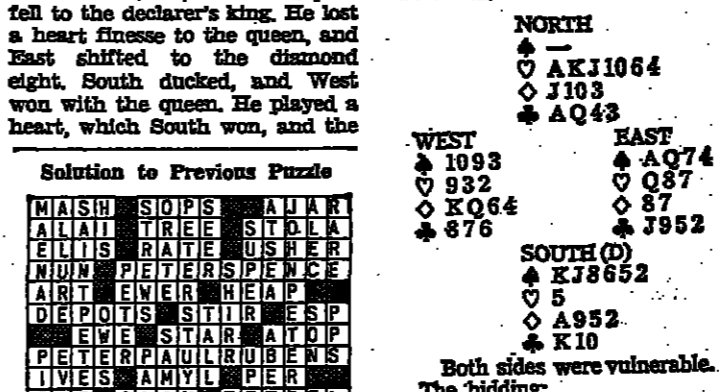 fell to the declarer's king. He lost
a heart finesse to the queen, and
East shifted to the diamond
eight. South ducked, and West
won with the queen. He played a
heart, which South won, and the
Solution to Previous Puzzle
MASH SOPS AJAR
ALAI TREE STOLA
ELIS RATE USHER
NUN PETERSPENCE
ART EWER HEAP
DEPOTS STIR ESP
EWE STAR ATOP
PETERPAULRUBENS
IVES AMYL PER
NORTH
♠ —
♡ AKJ1064
◇ J103
♣ AQ43
WEST
♠ 1093
♡ 932
◇ KQ64
♣ 876
EAST
♠ AQ74
♡ Q87
◇ 87
♣ J952
SOUTH (D)
♠ KJ8652
♡ 5
◇ A952
♣ K10
Both sides were vulnerable.
The bidding: